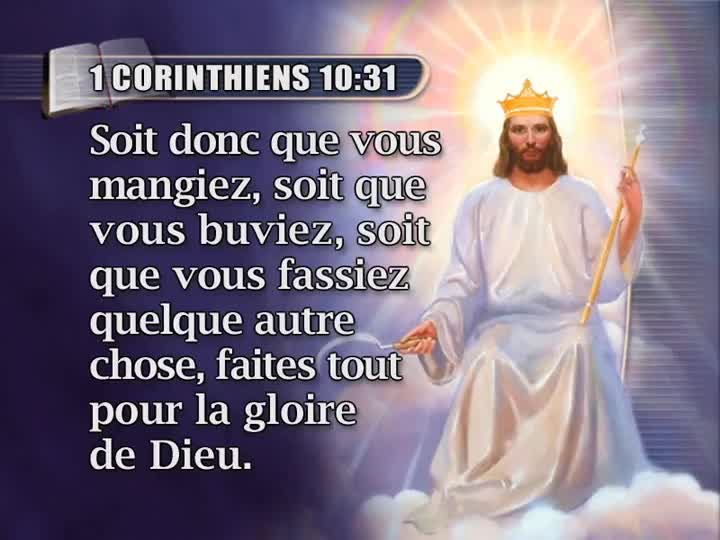 1 CORINTHIENS 10:31
Soit donc que vous
mangiez, soit que
vous buviez, soit
que vous fassiez
quelque autre
chose, faites tout
pour la gloire
de Dieu.